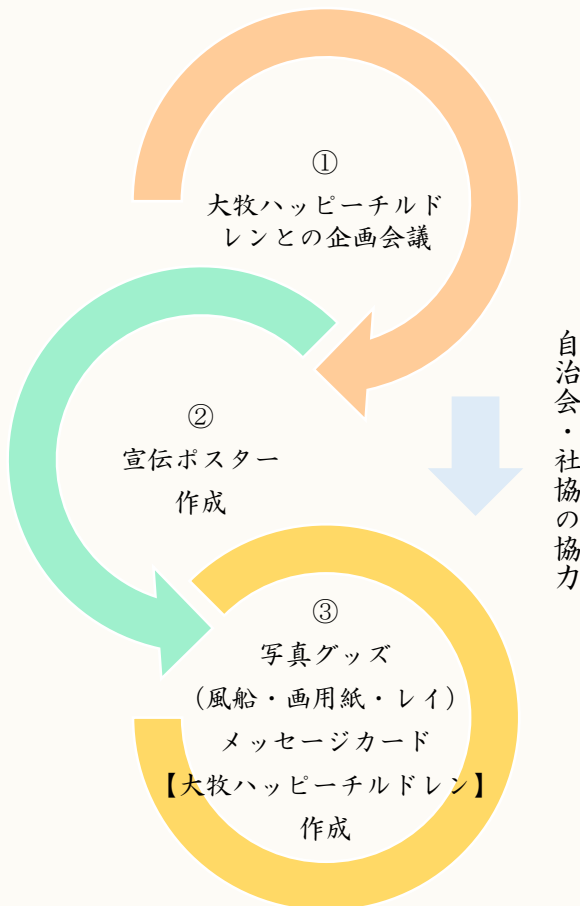 ①
大牧ハッピーチルド
レンとの企画会議
②
宣伝ポスター
作成
自治会・社協の協力
③
写真グッズ
（風船・画用紙・レイ）
メッセージカード
【大牧ハッピーチルドレン】
作成